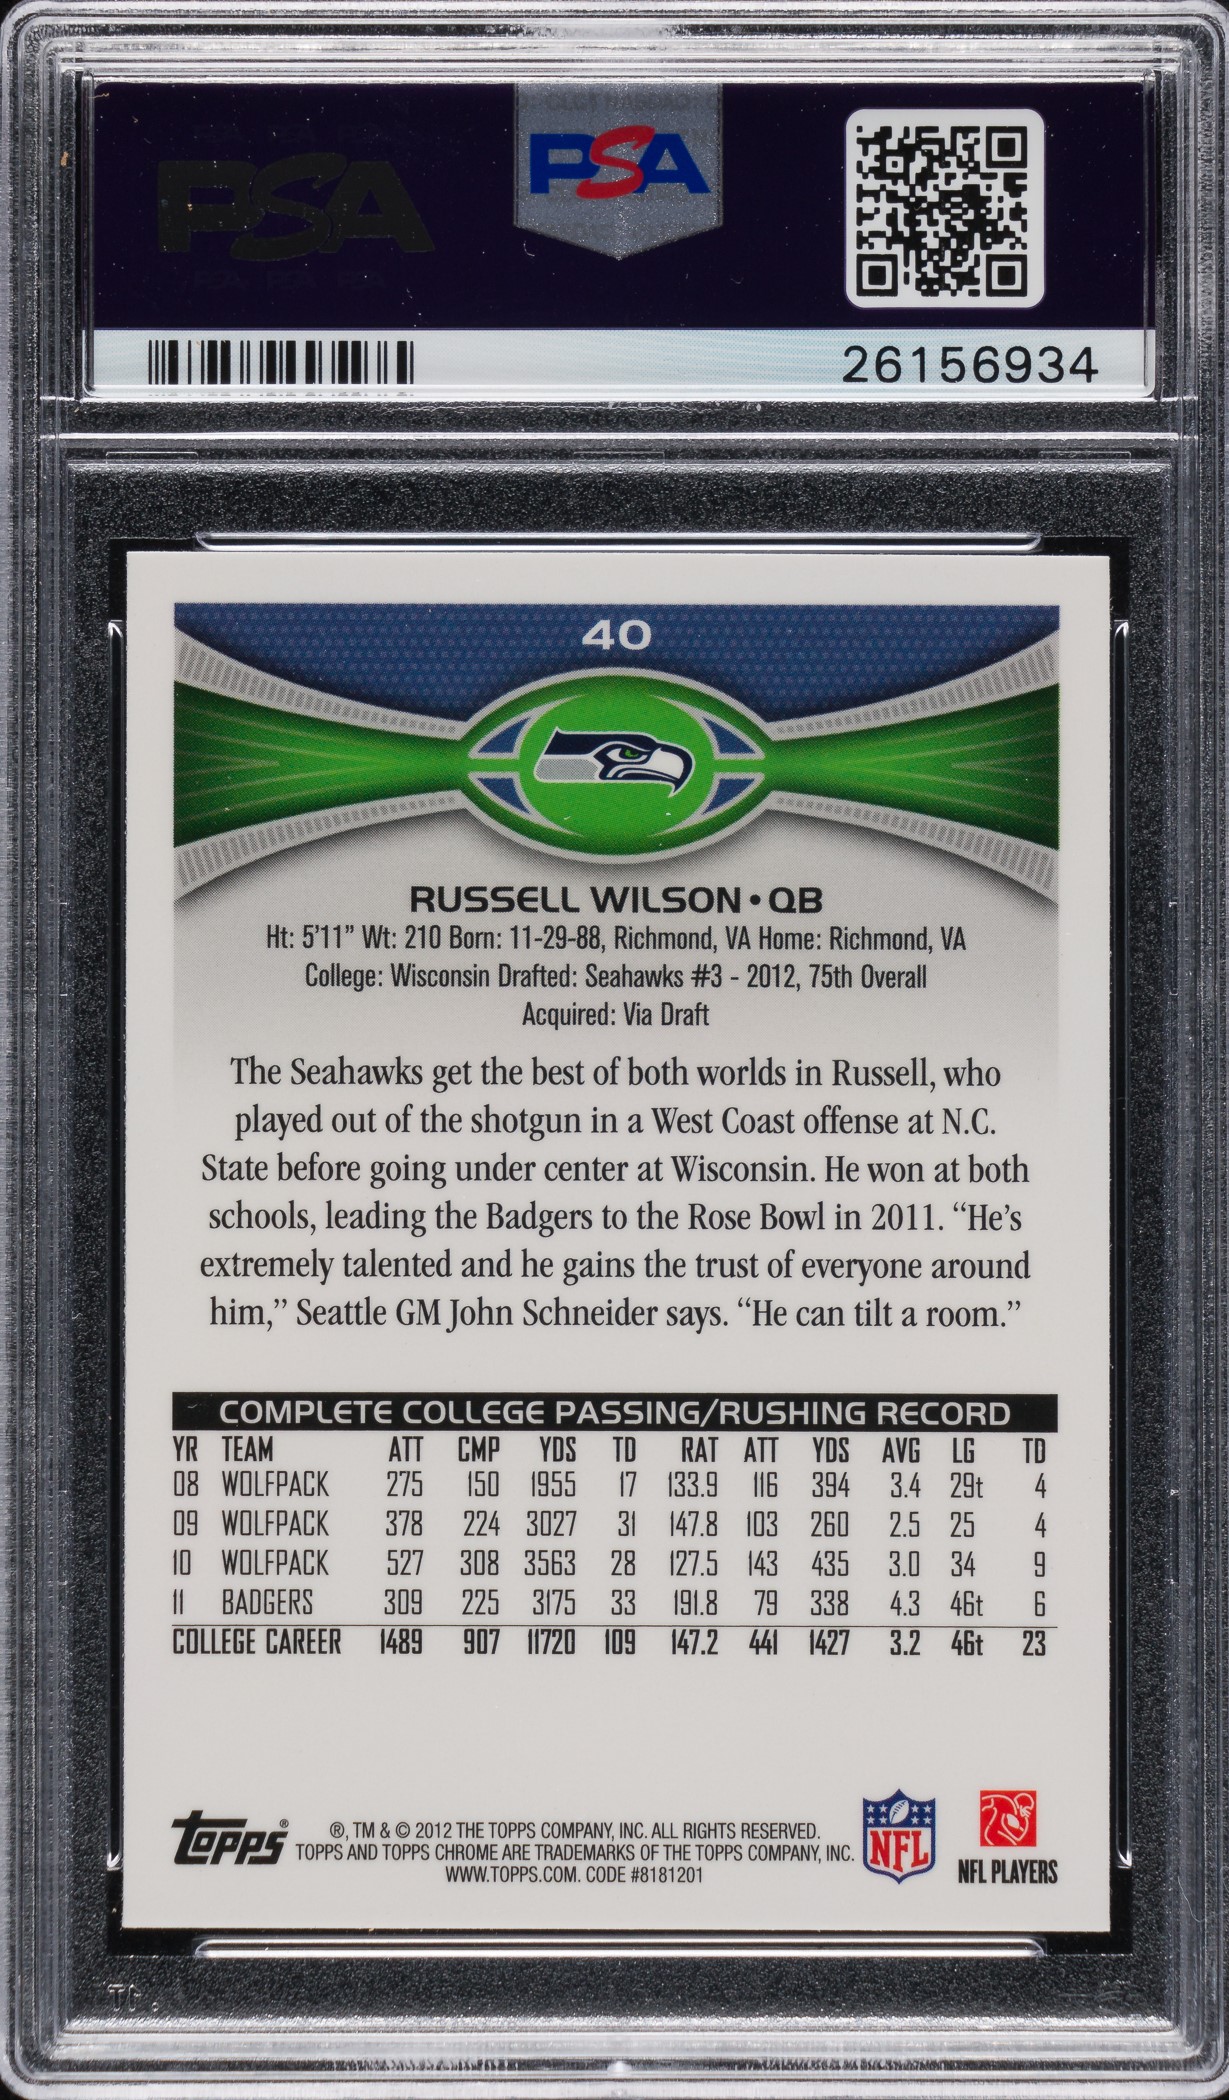 PSA
PSA
26156934
40
RUSSELL WILSON • QB
Ht: 5'11" Wt: 210 Born: 11-29-88, Richmond, VA Home: Richmond, VA
College: Wisconsin Drafted: Seahawks #3 - 2012, 75th Overall
Acquired: Via Draft
The Seahawks get the best of both worlds in Russell, who
played out of the shotgun in a West Coast offense at N.C.
State before going under center at Wisconsin. He won at both
schools, leading the Badgers to the Rose Bowl in 2011. “He’s
extremely talented and he gains the trust of everyone around
him,” Seattle GM John Schneider says. “He can tilt a room.”
COMPLETE COLLEGE PASSING/RUSHING RECORD
YR TEAM ATT CMP YDS TD RAT ATT YDS AVG LG TD
08 WOLFPACK 275 150 1955 17 133.9 116 394 3.4 29t 4
09 WOLFPACK 378 224 3027 31 147.8 103 260 2.5 25 4
10 WOLFPACK 527 308 3563 28 127.5 143 435 3.0 34 9
11 BADGERS 309 225 3175 33 191.8 79 338 4.3 46t 6
COLLEGE CAREER 1489 907 11720 109 147.2 441 1427 3.2 46t 23
Topps®
®, TM & © 2012 THE TOPPS COMPANY, INC. ALL RIGHTS RESERVED.
TOPPS AND TOPPS CHROME ARE TRADEMARKS OF THE TOPPS COMPANY, INC.
WWW.TOPPS.COM. CODE #8181201
NFL
NFL PLAYERS